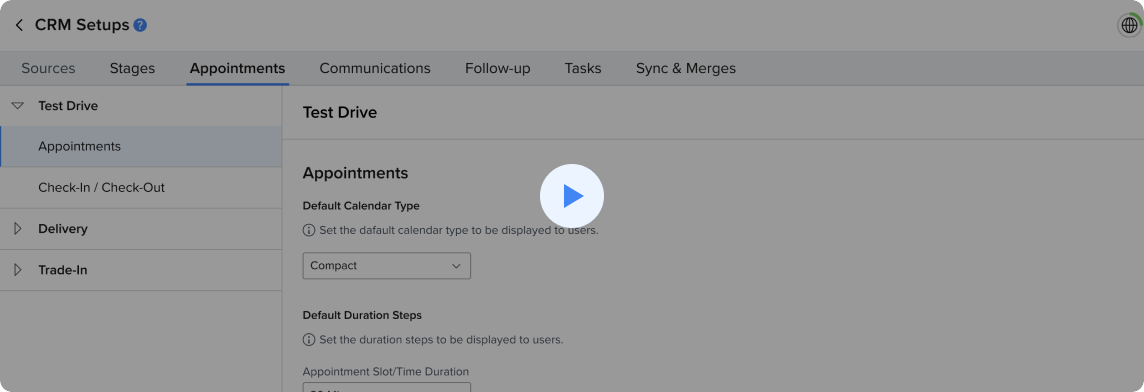 CRM Setups ?
Sources Stages Appointments Communications Follow-up Tasks Sync & Merges
Test Drive
Appointments
Check-In / Check-Out
Delivery
Trade-In
Test Drive
Appointments
Default Calendar Type
Set the dafault calendar type to be displayed to users.
Compact
Default Duration Steps
Set the duration steps to be displayed to users.
Appointment Slot/Time Duration